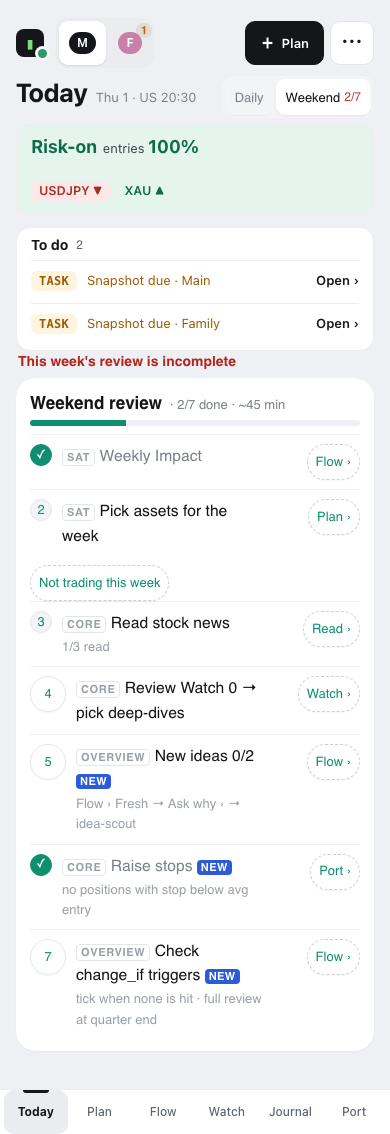 M F 1 + Plan ...
Today Thu 1 · US 20:30 Daily Weekend 2/7
Risk-on entries 100%
USDJPY ▼ XAU ▲
To do 2
TASK Snapshot due · Main Open ›
TASK Snapshot due · Family Open ›
This week's review is incomplete
Weekend review · 2/7 done · ~45 min
✓ SAT Weekly Impact Flow ›
2 SAT Pick assets for the Plan ›
week
Not trading this week
3 CORE Read stock news Read ›
1/3 read
4 CORE Review Watch 0 → Watch ›
pick deep-dives
5 OVERVIEW New ideas 0/2 Flow ›
NEW
Flow › Fresh → Ask why › →
idea-scout
✓ CORE Raise stops NEW Port ›
no positions with stop below avg
entry
7 OVERVIEW Check Flow ›
change_if triggers NEW
tick when none is hit · full review
at quarter end
Today Plan Flow Watch Journal Port